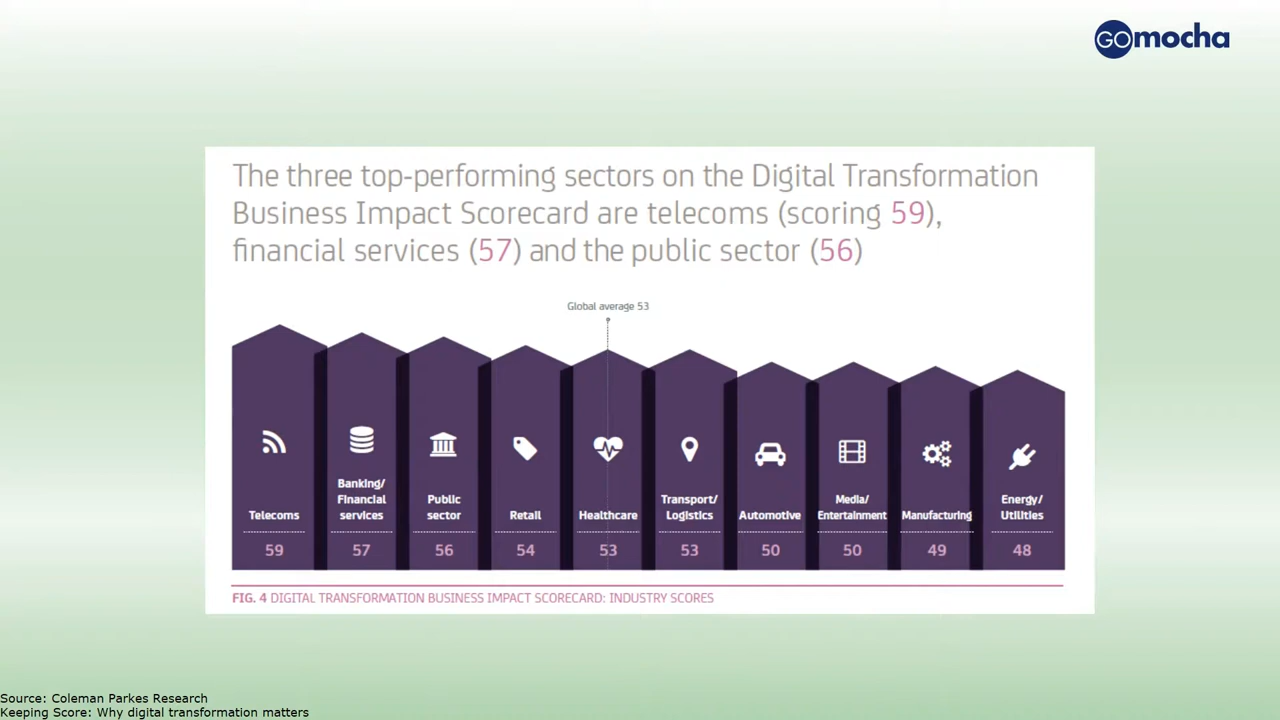 GOmocha
The three top-performing sectors on the Digital Transformation
Business Impact Scorecard are telecoms (scoring 59),
financial services (57) and the public sector (56)
Global average 53
Telecoms
59
Banking/
Financial
services
57
Public
sector
56
Retail
54
Healthcare
53
Transport/
Logistics
53
Automotive
50
Media/
Entertainment
50
Manufacturing
49
Energy/
Utilities
48
FIG. 4 DIGITAL TRANSFORMATION BUSINESS IMPACT SCORECARD: INDUSTRY SCORES
Source: Coleman Parkes Research
Keeping Score: Why digital transformation matters